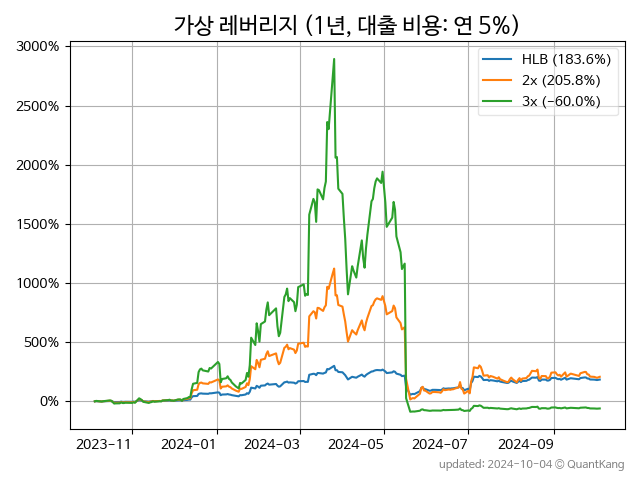 가상 레버리지 (1년, 대출 비용: 연 5%)
3000%
2500%
2000%
1500%
1000%
500%
0%
HLB (183.6%)
2x (205.8%)
3x (−60.0%)
2023-11
2024-01
2024-03
2024-05
2024-07
2024-09
updated: 2024-10-04 © QuantKang